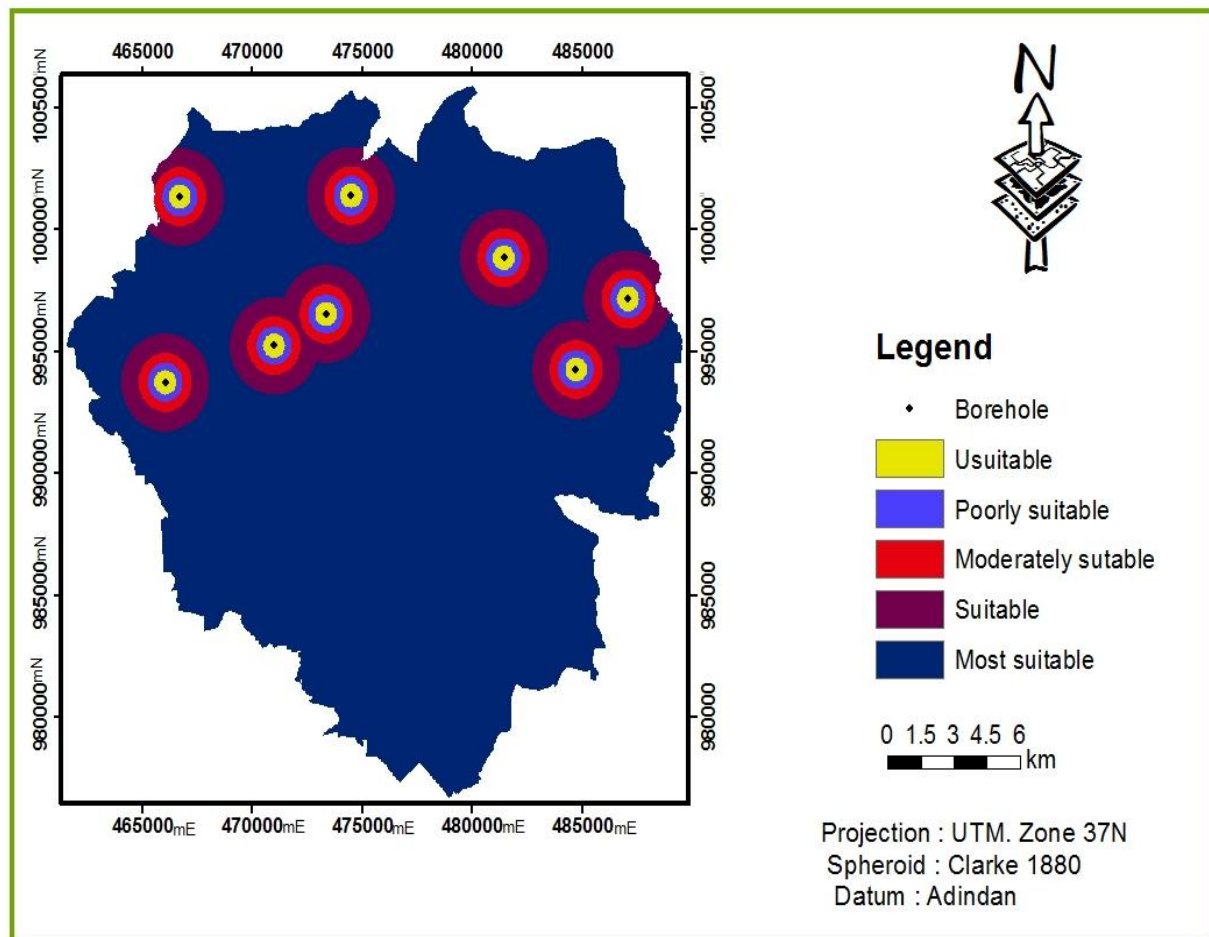 465000 470000 475000 480000 485000
100500mN
100500
1000000mN
1000000
995000mN
995000
990000mN
990000
985000mN
985000
980000mN
980000
465000mE 470000mE 475000mE 480000mE 485000mE
N
Legend
Borehole
Usuitable
Poorly suitable
Moderately sutable
Suitable
Most suitable
0 1.5 3 4.5 6
km
Projection : UTM. Zone 37N
Spheroid : Clarke 1880
Datum : Adindan